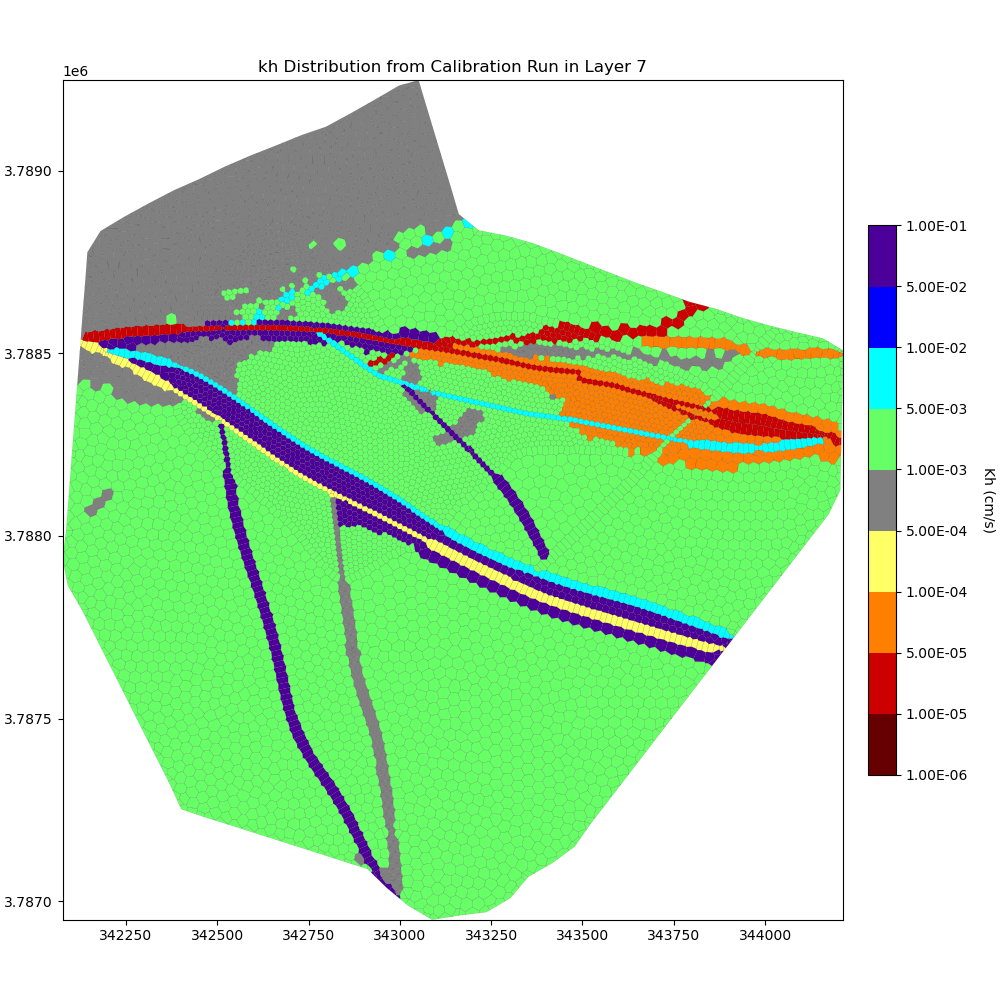 kh Distribution from Calibration Run in Layer 7
1e6
3.7890
3.7885
3.7880
3.7875
3.7870
342250 342500 342750 343000 343250 343500 343750 344000
1.00E-01
5.00E-02
1.00E-02
5.00E-03
1.00E-03
5.00E-04
1.00E-04
5.00E-05
1.00E-05
1.00E-06
Kh (cm/s)